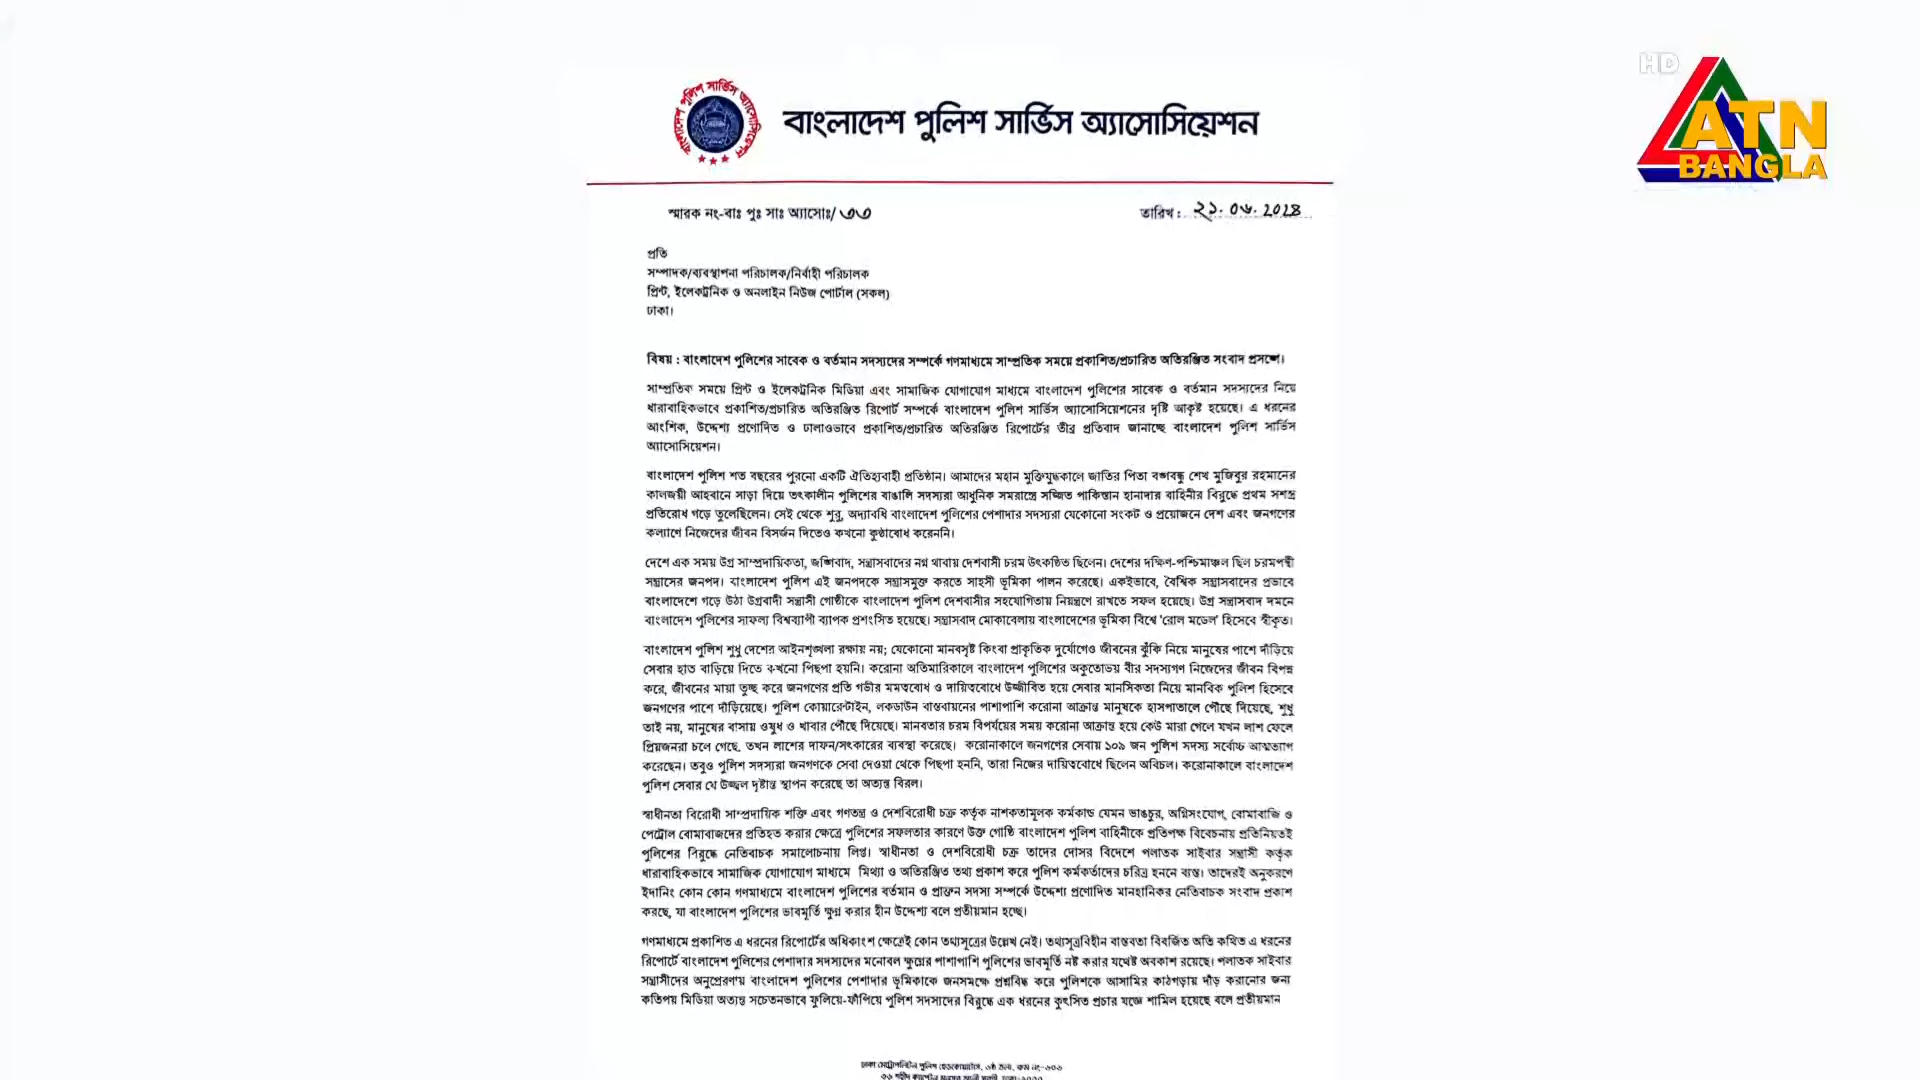 HD
ATN
BANGLA
বাংলাদেশ পুলিশ সার্ভিস অ্যাসোসিয়েশন
বাংলাদেশ পুলিশ সার্ভিস অ্যাসোসিয়েশন
স্মারক নং-বাঃ পুঃ সাঃ অ্যাসোঃ/ ৩৩
তারিখ : ২১.০৬.২০২৪
প্রতি
সম্পাদক/ব্যবস্থাপনা পরিচালক/নির্বাহী পরিচালক
প্রিন্ট, ইলেকট্রনিক ও অনলাইন নিউজ পোর্টাল (সকল)
ঢাকা।
বিষয় : বাংলাদেশ পুলিশের সাবেক ও বর্তমান সদস্যদের সম্পর্কে গণমাধ্যমে সাম্প্রতিক সময়ে প্রকাশিত/প্রচারিত অতিরঞ্জিত সংবাদ প্রসঙ্গে।
সাম্প্রতিক সময়ে প্রিন্ট ও ইলেকট্রনিক মিডিয়া এবং সামাজিক যোগাযোগ মাধ্যমে বাংলাদেশ পুলিশের সাবেক ও বর্তমান সদস্যদের নিয়ে
ধারাবাহিকভাবে প্রকাশিত/প্রচারিত অতিরঞ্জিত রিপোর্ট সম্পর্কে বাংলাদেশ পুলিশ সার্ভিস অ্যাসোসিয়েশনের দৃষ্টি আকৃষ্ট হয়েছে। এ ধরনের
আংশিক, উদ্দেশ্য প্রণোদিত ও ঢালাওভাবে প্রকাশিত/প্রচারিত অতিরঞ্জিত রিপোর্টের তীব্র প্রতিবাদ জানাচ্ছে বাংলাদেশ পুলিশ সার্ভিস
অ্যাসোসিয়েশন।
বাংলাদেশ পুলিশ শত বছরের পুরনো একটি ঐতিহ্যবাহী প্রতিষ্ঠান। আমাদের মহান মুক্তিযুদ্ধকালে জাতির পিতা বঙ্গবন্ধু শেখ মুজিবুর রহমানের
কালজয়ী আহবানে সাড়া দিয়ে তৎকালীন পুলিশের বাঙালি সদস্যরা আধুনিক সমরাস্ত্রে সজ্জিত পাকিস্তান হানাদার বাহিনীর বিরুদ্ধে প্রথম সশস্ত্র
প্রতিরোধ গড়ে তুলেছিলেন। সেই থেকে শুরু, অদ্যাবধি বাংলাদেশ পুলিশের পেশাদার সদস্যরা যেকোনো সংকট ও প্রয়োজনে দেশ এবং জনগণের
কল্যাণে নিজেদের জীবন বিসর্জন দিতেও কখনো কুণ্ঠাবোধ করেননি।
দেশে এক সময় উগ্র সাম্প্রদায়িকতা, জঙ্গিবাদ, সন্ত্রাসবাদের নগ্ন থাবায় দেশবাসী চরম উৎকণ্ঠিত ছিলেন। দেশের দক্ষিণ-পশ্চিমাঞ্চল ছিল চরমপন্থী
সন্ত্রাসের জনপদ। বাংলাদেশ পুলিশ এই জনপদকে সন্ত্রাসমুক্ত করতে সাহসী ভূমিকা পালন করেছে। একইভাবে, বৈশ্বিক সন্ত্রাসবাদের প্রভাবে
বাংলাদেশে গড়ে উঠা উগ্রবাদী সন্ত্রাসী গোষ্ঠীকে বাংলাদেশ পুলিশ দেশবাসীর সহযোগিতায় নিয়ন্ত্রণে রাখতে সফল হয়েছে। উগ্র সন্ত্রাসবাদ দমনে
বাংলাদেশ পুলিশের সাফল্য বিশ্বব্যাপী ব্যাপক প্রশংসিত হয়েছে। সন্ত্রাসবাদ মোকাবেলায় বাংলাদেশের ভূমিকা বিশ্বে 'রোল মডেল' হিসেবে স্বীকৃত।
বাংলাদেশ পুলিশ শুধু দেশের আইনশৃঙ্খলা রক্ষায় নয়; যেকোনো মানবসৃষ্ট কিংবা প্রাকৃতিক দুর্যোগেও জীবনের ঝুঁকি নিয়ে মানুষের পাশে দাঁড়িয়ে
সেবার হাত বাড়িয়ে দিতে কখনো পিছপা হয়নি। করোনা অতিমারিকালে বাংলাদেশ পুলিশের অকুতোভয় বীর সদস্যগণ নিজেদের জীবন বিপন্ন
করে, জীবনের মায়া তুচ্ছ করে জনগণের প্রতি গভীর মমত্ববোধ ও দায়িত্ববোধে উজ্জীবিত হয়ে সেবার মানসিকতা নিয়ে মানবিক পুলিশ হিসেবে
জনগণের পাশে দাঁড়িয়েছে। পুলিশ কোয়ারেন্টাইন, লকডাউন বাস্তবায়নের পাশাপাশি করোনা আক্রান্ত মানুষকে হাসপাতালে পৌঁছে দিয়েছে, শুধু
তাই নয়, মানুষের বাসায় ওষুধ ও খাবার পৌঁছে দিয়েছে। মানবতার চরম বিপর্যয়ের সময় করোনা আক্রান্ত হয়ে কেউ মারা গেলে যখন লাশ ফেলে
প্রিয়জনরা চলে গেছে, তখন লাশের দাফন/সৎকারের ব্যবস্থা করেছে। করোনাকালে জনগণের সেবায় ১০৯ জন পুলিশ সদস্য সর্বোচ্চ আত্মত্যাগ
করেছেন। তবুও পুলিশ সদস্যরা জনগণকে সেবা দেওয়া থেকে পিছপা হননি, তারা নিজের দায়িত্ববোধে ছিলেন অবিচল। করোনাকালে বাংলাদেশ
পুলিশ সেবার যে উজ্জ্বল দৃষ্টান্ত স্থাপন করেছে তা অত্যন্ত বিরল।
স্বাধীনতা বিরোধী সাম্প্রদায়িক শক্তি এবং গণতন্ত্র ও দেশবিরোধী চক্র কর্তৃক নাশকতামূলক কর্মকান্ড যেমন ভাঙচুর, অগ্নিসংযোগ, বোমাবাজি ও
পেট্রোল বোমাবাজদের প্রতিহত করার ক্ষেত্রে পুলিশের সফলতার কারণে উক্ত গোষ্ঠি বাংলাদেশ পুলিশ বাহিনীকে প্রতিপক্ষ বিবেচনায় প্রতিনিয়তই
পুলিশের বিরুদ্ধে নেতিবাচক সমালোচনায় লিপ্ত। স্বাধীনতা ও দেশবিরোধী চক্র তাদের দোসর বিদেশে পলাতক সাইবার সন্ত্রাসী কর্তৃক
ধারাবাহিকভাবে সামাজিক যোগাযোগ মাধ্যমে মিথ্যা ও অতিরঞ্জিত তথ্য প্রকাশ করে পুলিশ কর্মকর্তাদের চরিত্র হননে ব্যস্ত। তাদেরই অনুকরণে
ইদানিং কোন কোন গণমাধ্যমে বাংলাদেশ পুলিশের বর্তমান ও প্রাক্তন সদস্য সম্পর্কে উদ্দেশ্য প্রণোদিত মানহানিকর নেতিবাচক সংবাদ প্রকাশ
করছে, যা বাংলাদেশ পুলিশের ভাবমূর্তি ক্ষুন্ন করার হীন উদ্দেশ্য বলে প্রতীয়মান হচ্ছে।
গণমাধ্যমে প্রকাশিত এ ধরনের রিপোর্টের অধিকাংশ ক্ষেত্রেই কোন তথ্যসূত্রের উল্লেখ নেই। তথ্যসূত্রবিহীন বাস্তবতা বিবর্জিত অতি কথিত এ ধরনের
রিপোর্টে বাংলাদেশ পুলিশের পেশাদার সদস্যদের মনোবল ক্ষুণ্ণের পাশাপাশি পুলিশের ভাবমূর্তি নষ্ট করার যথেষ্ট অবকাশ রয়েছে। পলাতক সাইবার
সন্ত্রাসীদের অনুপ্রেরণায় বাংলাদেশ পুলিশের পেশাদার ভূমিকাকে জনসমক্ষে প্রশ্নবিদ্ধ করে পুলিশকে আসামির কাঠগড়ায় দাঁড় করানোর জন্য
কতিপয় মিডিয়া অত্যন্ত সচেতনভাবে ফুলিয়ে-ফাঁপিয়ে পুলিশ সদস্যদের বিরুদ্ধে এক ধরনের কুৎসিত প্রচার যজ্ঞে শামিল হয়েছে বলে প্রতীয়মান
ঢাকা মেট্রোপলিটন পুলিশ হেডকোয়ার্টার্স, ৬ষ্ঠ তলা, রুম নং-৬০৬